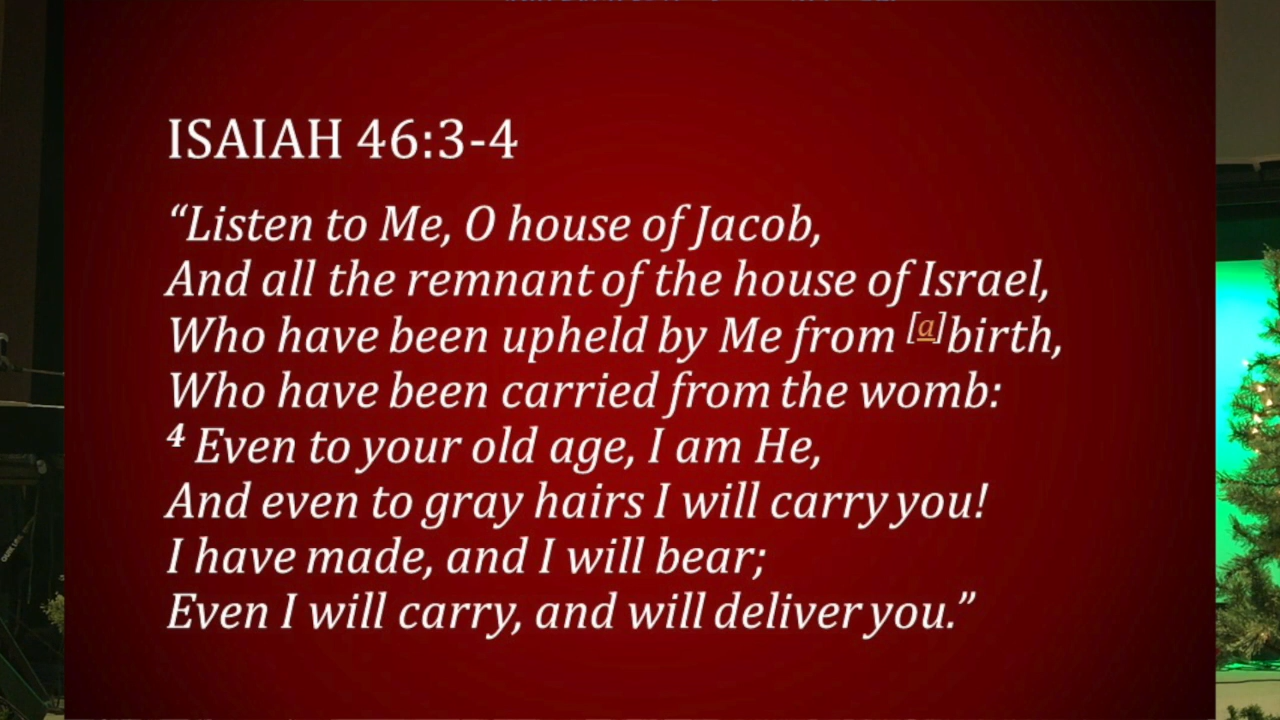 ISAIAH 46:3-4
“Listen to Me, O house of Jacob,
And all the remnant of the house of Israel,
Who have been upheld by Me from [a]birth,
Who have been carried from the womb:
4 Even to your old age, I am He,
And even to gray hairs I will carry you!
I have made, and I will bear;
Even I will carry, and will deliver you.”